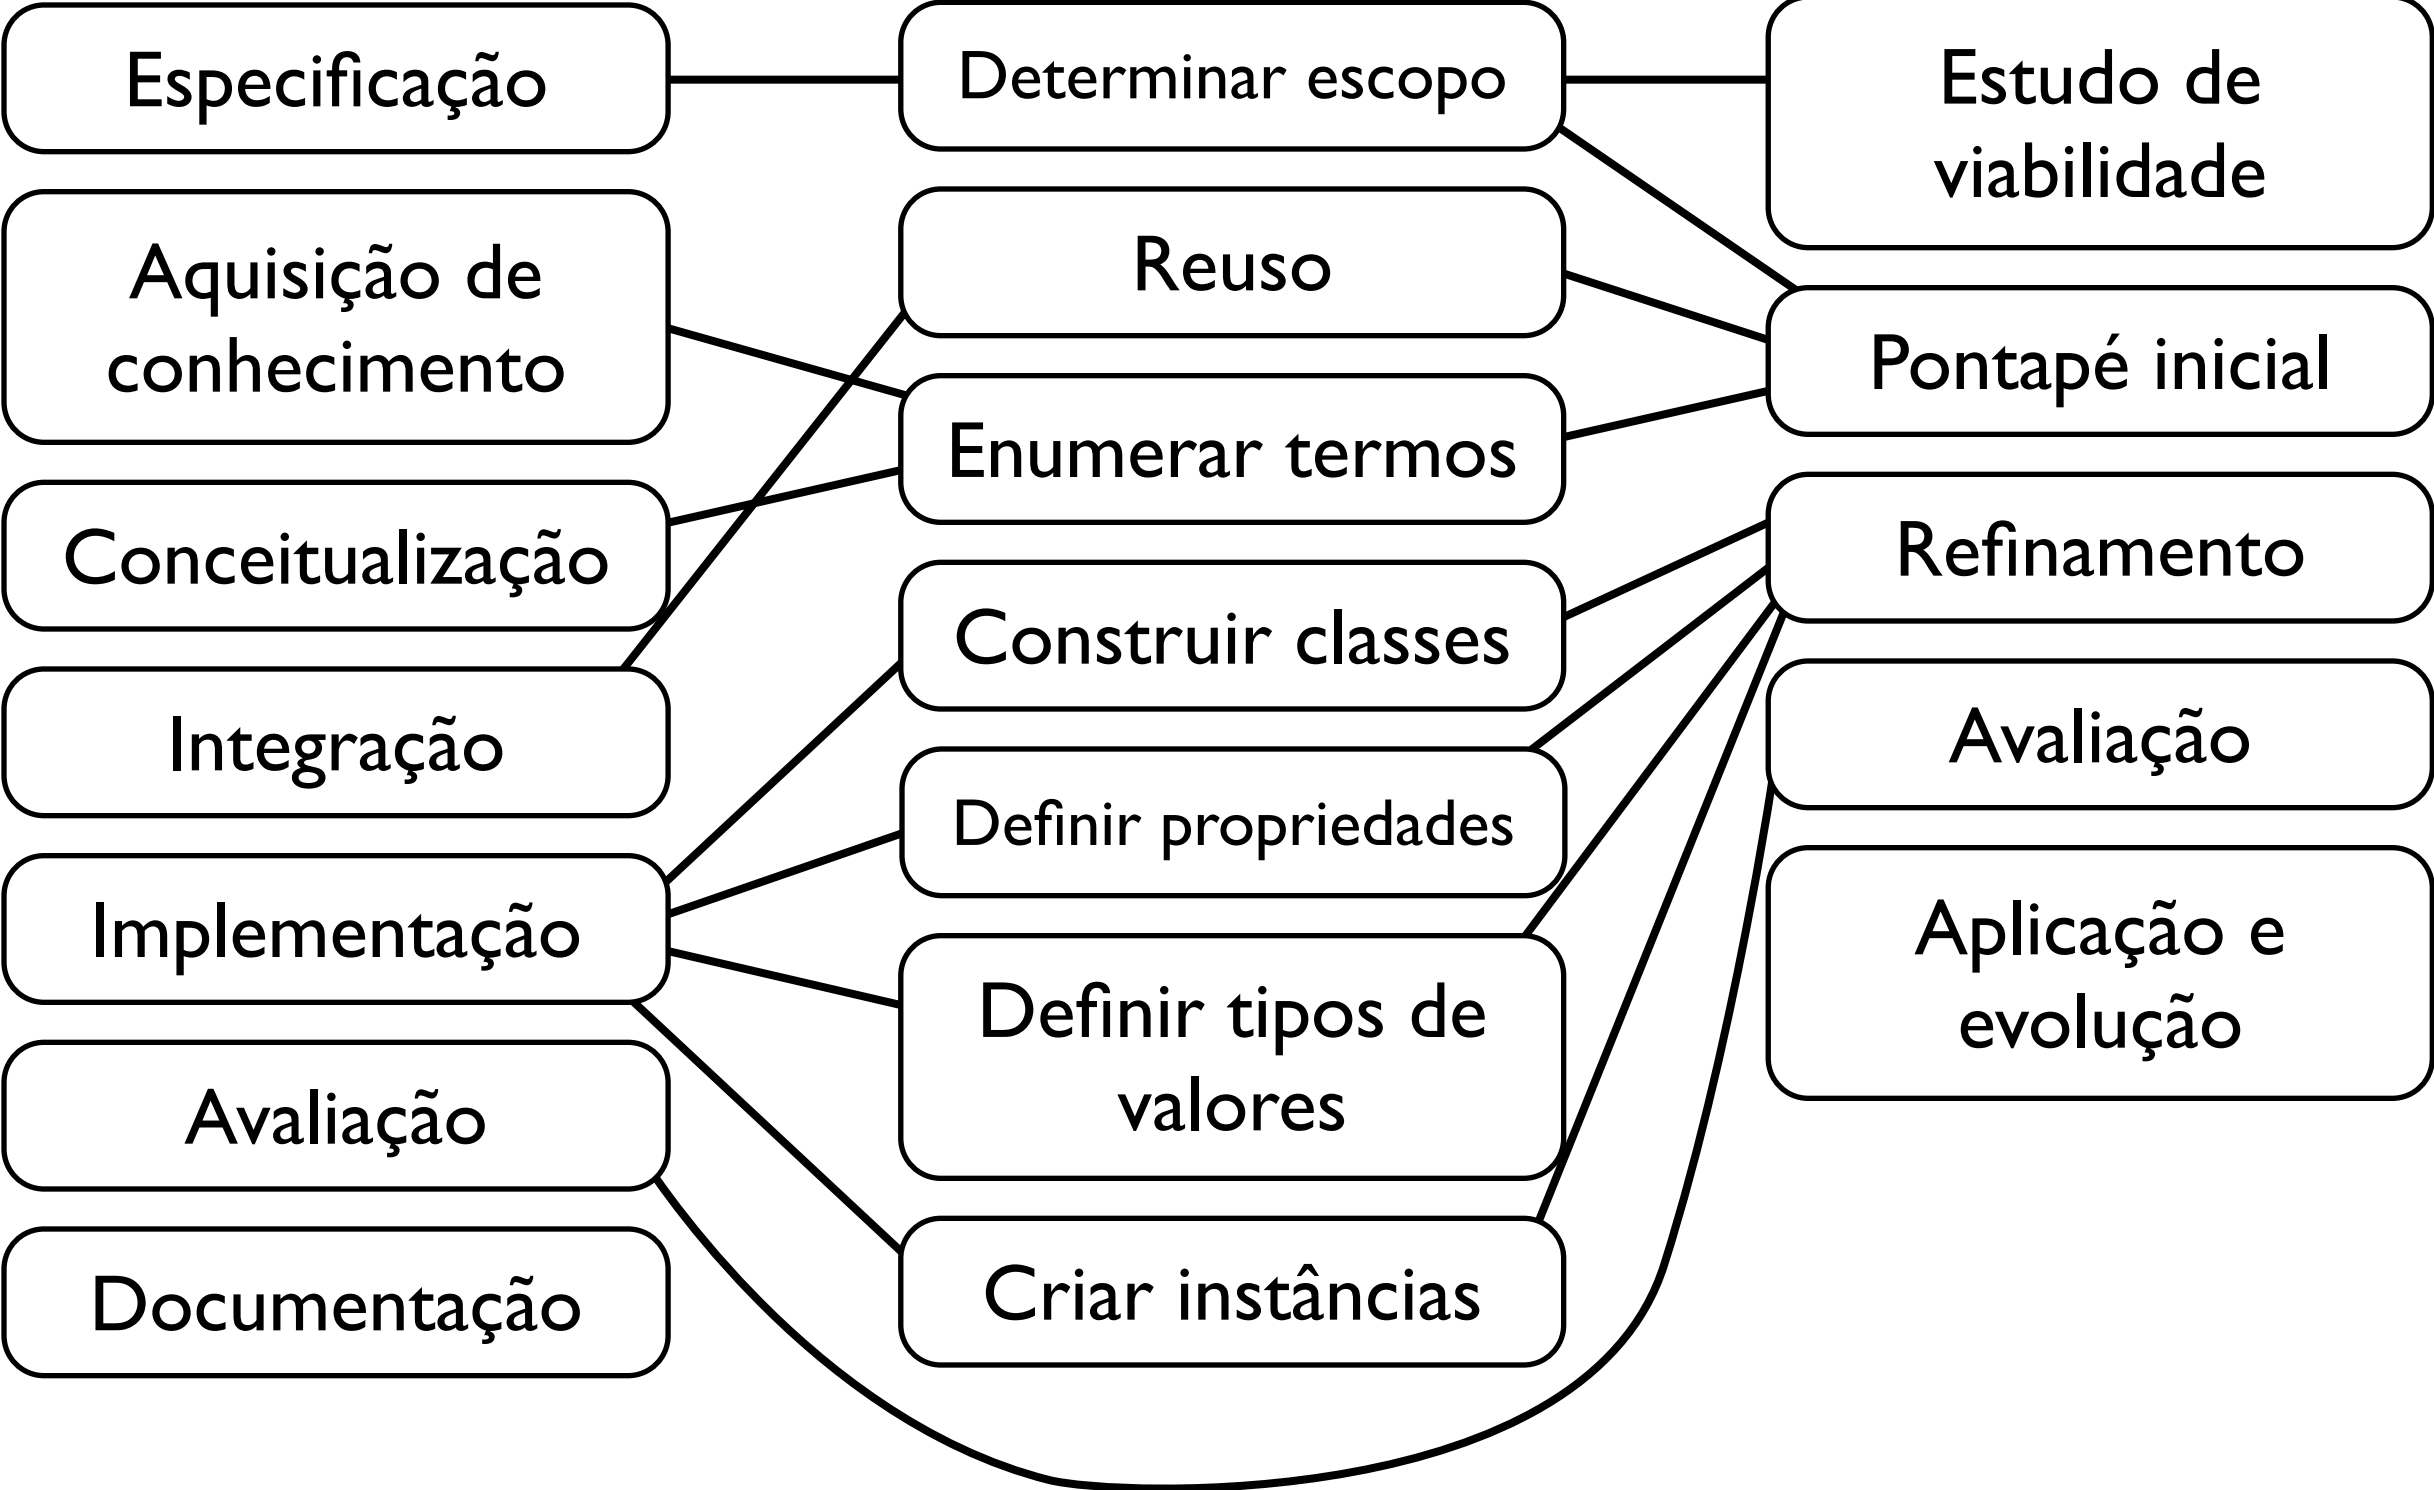 Especificação
Aquisição de
conhecimento
Conceitualização
Integração
Implementação
Avaliação
Documentação
Determinar escopo
Reuso
Enumerar termos
Construir classes
Definir propriedades
Definir tipos de
valores
Criar instâncias
Estudo de
viabilidade
Pontapé inicial
Refinamento
Avaliação
Aplicação e
evolução